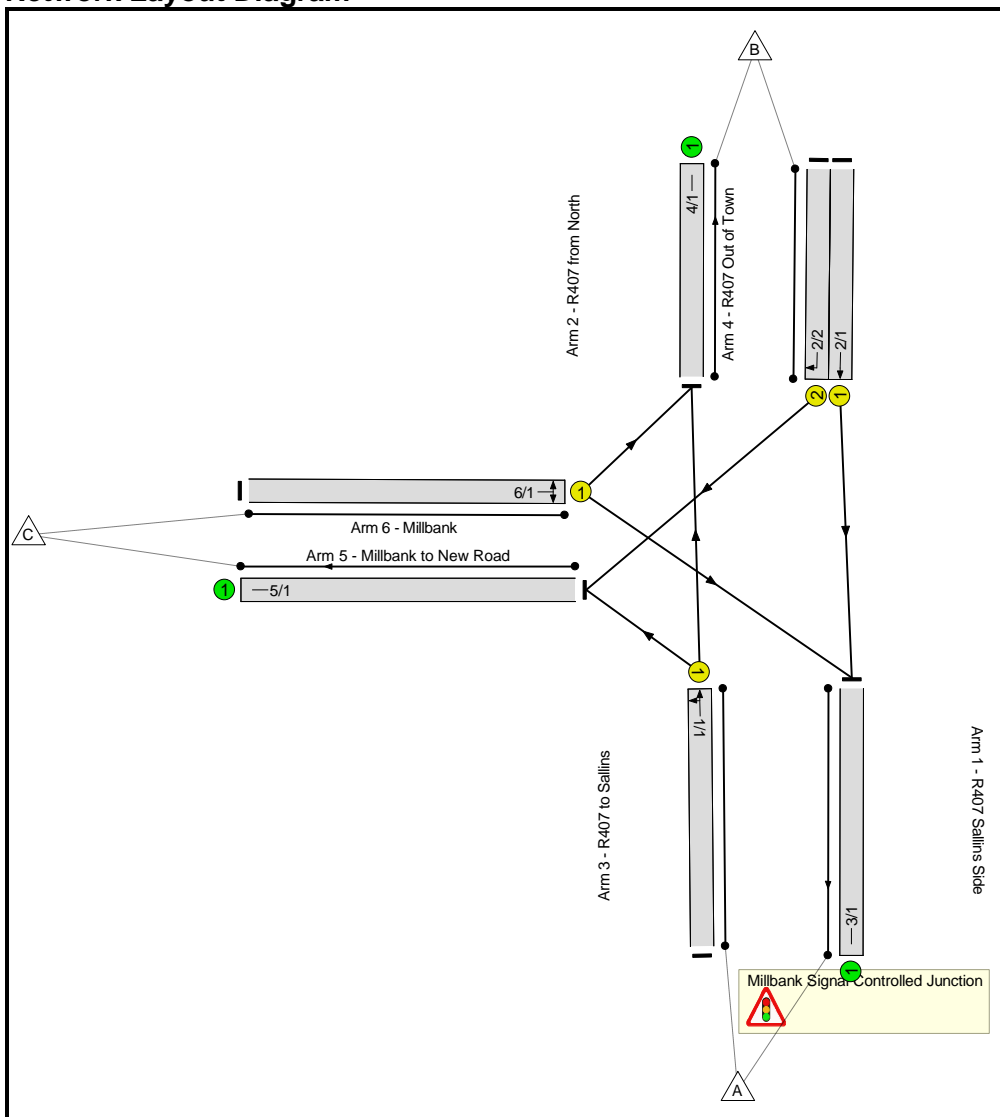 Network Layout Diagram
B
1
4/1
Arm 4 - R407 Out of Town
Arm 2 - R407 from North
2/2
2/1
2
1
6/1
1
Arm 6 - Millbank
C
Arm 5 - Millbank to New Road
1
5/1
1
1/1
Arm 3 - R407 to Sallins
Arm 1 - R407 Sallins Side
3/1
1
Millbank Signal Controlled Junction
A